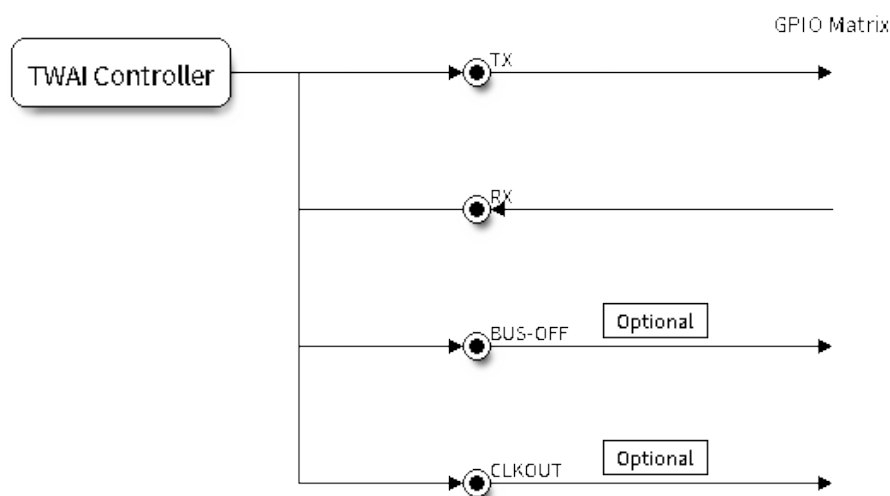 GPIO Matrix
TWAI Controller
TX
RX
BUS-OFF
Optional
CLKOUT
Optional